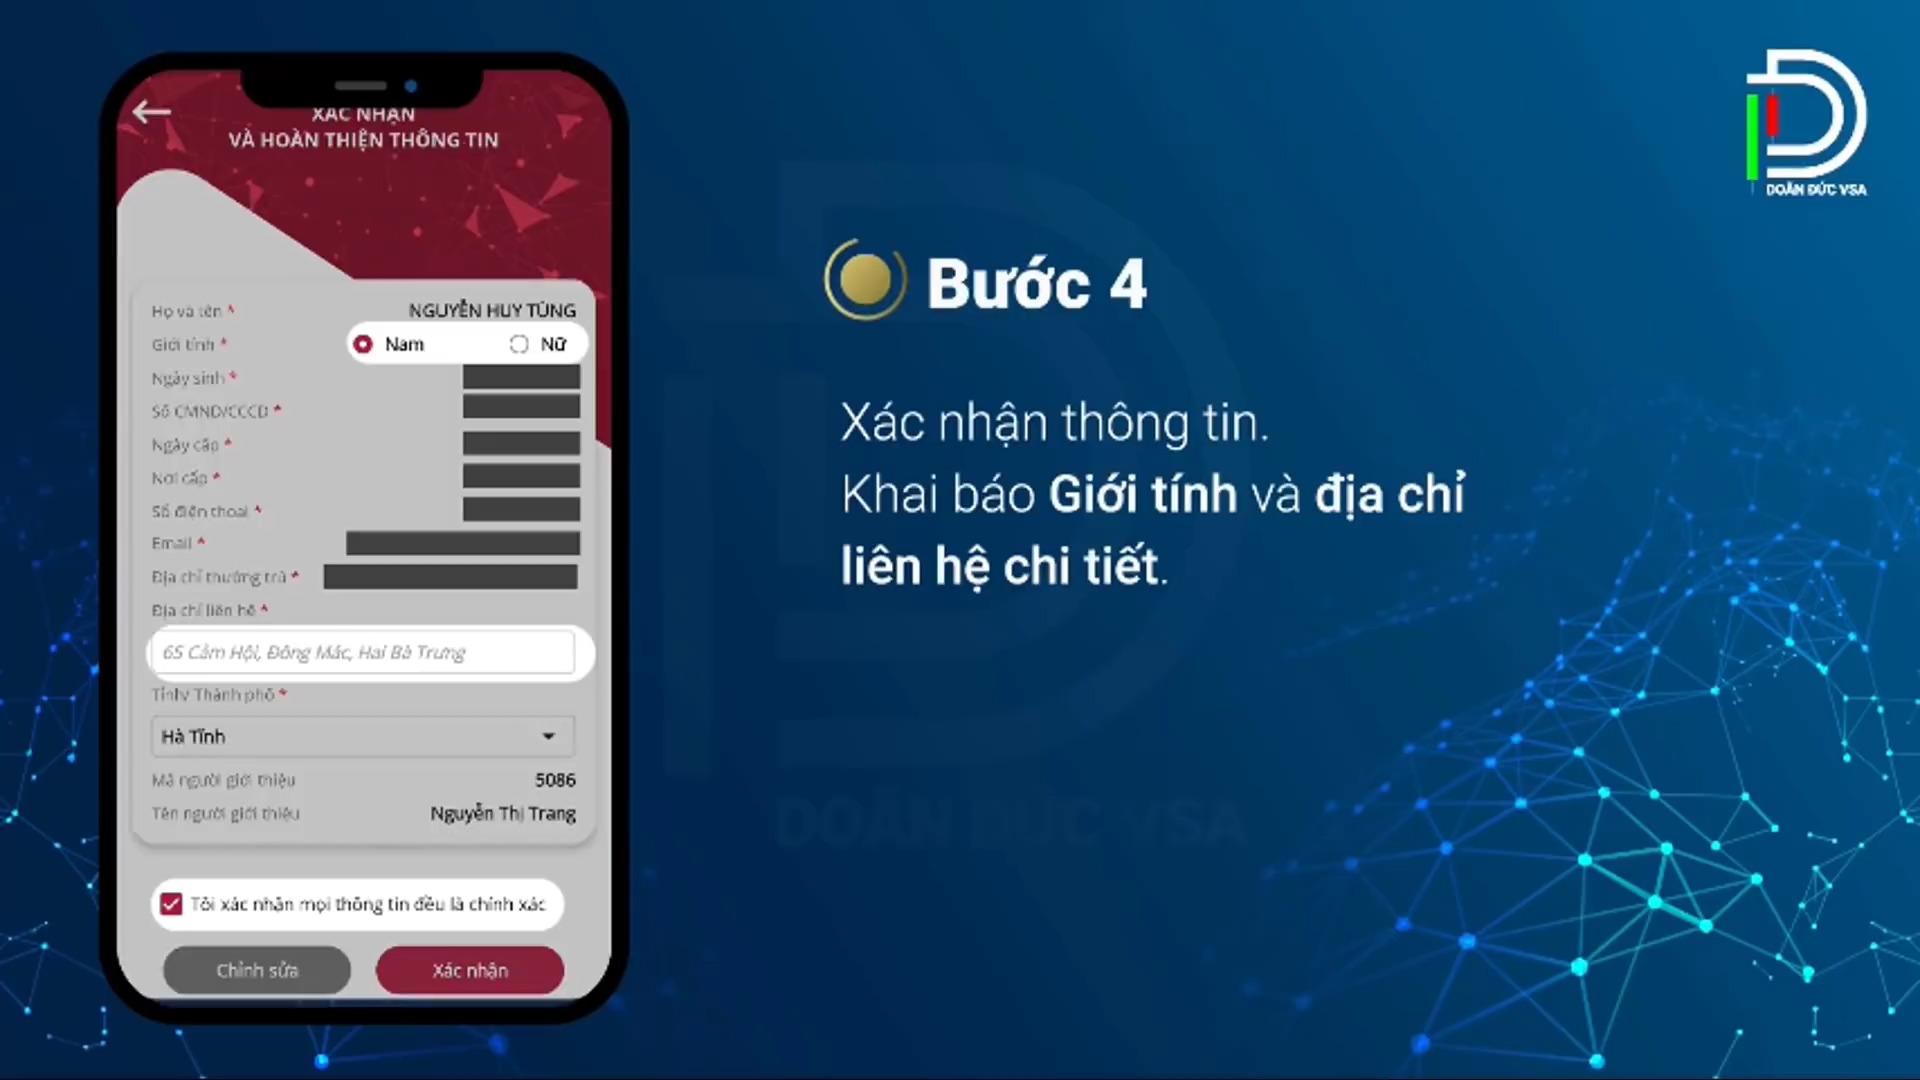 XÁC NHẬN
VÀ HOÀN THIỆN THÔNG TIN
Họ và tên * NGUYỄN HUY TÙNG
Giới tính * Nam Nữ
Ngày sinh *
Số CMND/CCCD *
Ngày cấp *
Nơi cấp *
Số điện thoại *
Email *
Địa chỉ thường trú *
Địa chỉ liên hệ *
65 Cảm Hội, Đông Mác, Hai Bà Trưng
Tỉnh/ Thành phố *
Hà Tĩnh
Mã người giới thiệu 5086
Tên người giới thiệu Nguyễn Thị Trang
Tôi xác nhận mọi thông tin đều là chính xác
Chỉnh sửa Xác nhận
Bước 4
Xác nhận thông tin.
Khai báo Giới tính và địa chỉ
liên hệ chi tiết.
DOÃN ĐỨC VSA
DOÃN ĐỨC VSA